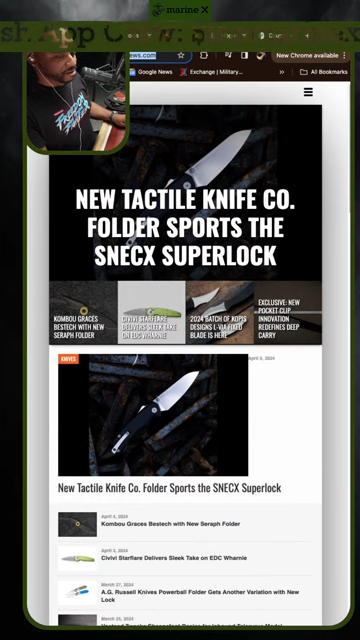 marine X
ews.com
New Chrome available
Google News
Exchange | Military...
All Bookmarks
NEW TACTILE KNIFE CO.
FOLDER SPORTS THE
SNECX SUPERLOCK
KOMBOU GRACES
BESTECH WITH NEW
SERAPH FOLDER
CIVIVI STARFLARE
DELIVERS SLEEK TAKE
ON EDC WHARNIE
2024 BATCH OF KOPIS
DESIGNS L-VIA FIXED
BLADE IS HERE
EXCLUSIVE: NEW
POCKET CLIP
INNOVATION
REDEFINES DEEP
CARRY
KNIVES
April 5, 2024
New Tactile Knife Co. Folder Sports the SNECX Superlock
April 4, 2024
Kombou Graces Bestech with New Seraph Folder
April 3, 2024
Civivi Starflare Delivers Sleek Take on EDC Wharnie
March 27, 2024
A.G. Russell Knives Powerball Folder Gets Another Variation with New
Lock
March 25, 2024